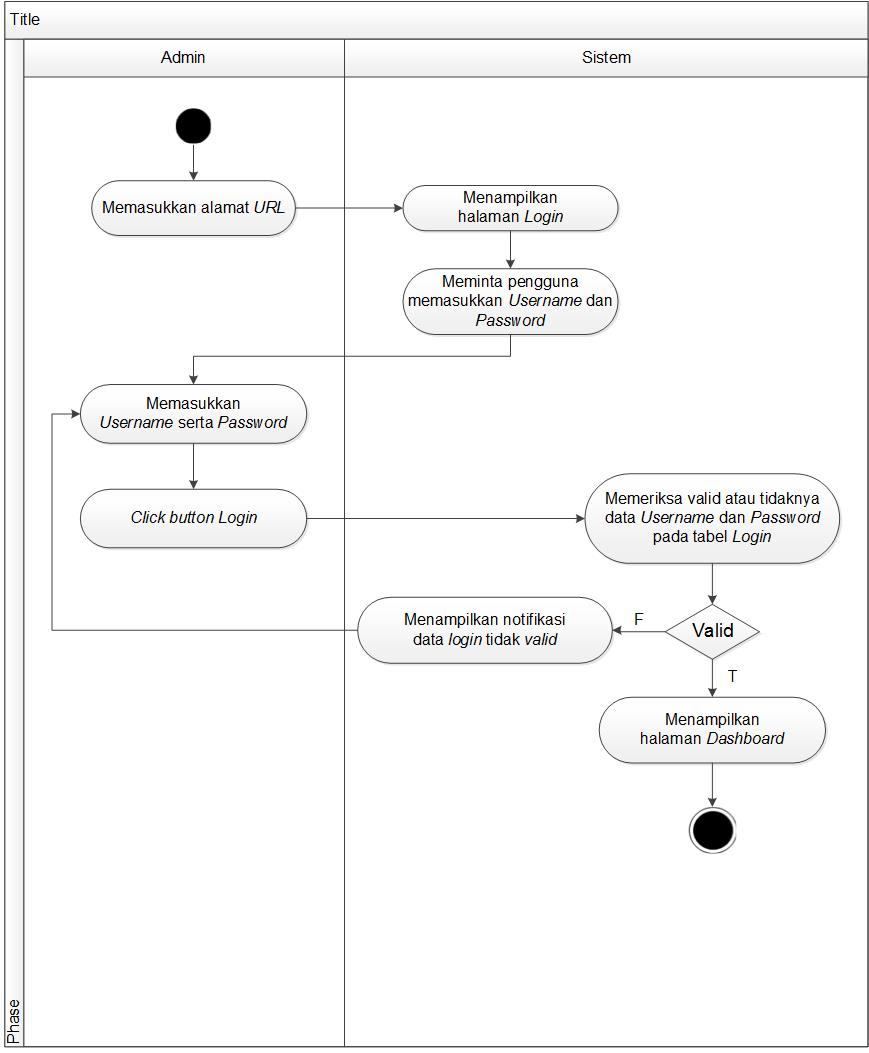 Title
Admin
Sistem
Memasukkan alamat URL
Menampilkan
halaman Login
Meminta pengguna
memasukkan Username dan
Password
Memasukkan
Username serta Password
Click button Login
Memeriksa valid atau tidaknya
data Username dan Password
pada tabel Login
Menampilkan notifikasi
data login tidak valid
F
Valid
T
Menampilkan
halaman Dashboard
Phase